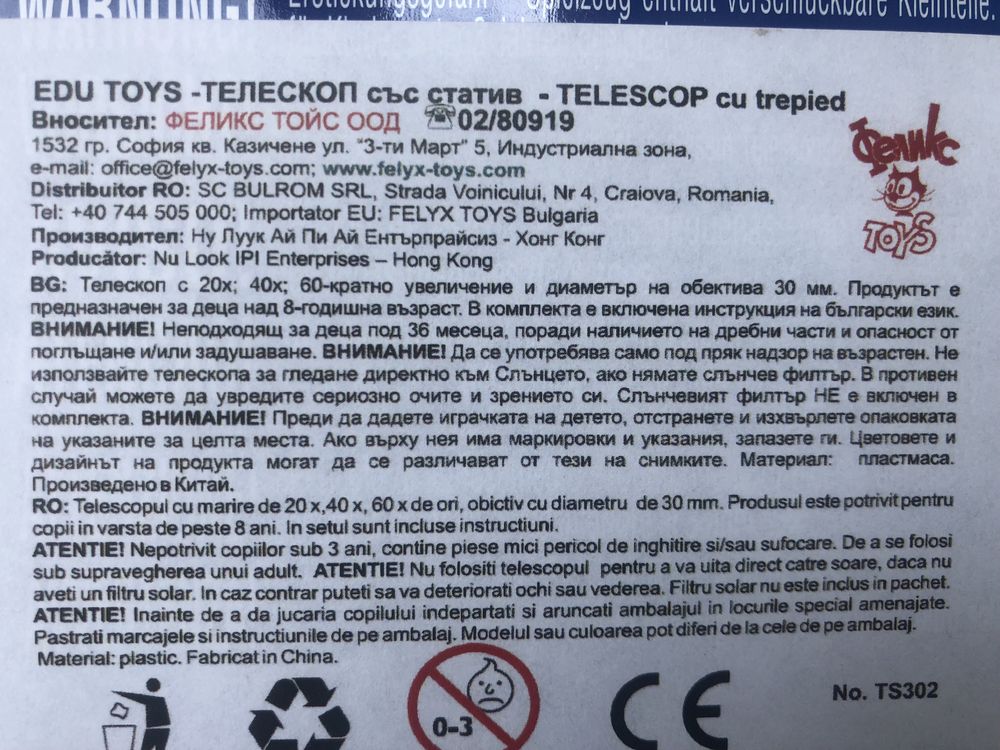 WARNUNG! Erstickungsgefahr - Spielzeug enthält verschluckbare Kleinteile.
EDU TOYS -ТЕЛЕСКОП със статив - TELESCOP cu trepied
Вносител: ФЕЛИКС ТОЙС ООД ☎02/80919
1532 гр. София кв. Казичене ул. "3-ти Март" 5, Индустриална зона,
e-mail: office@felyx-toys.com; www.felyx-toys.com
Distribuitor RO: SC BULROM SRL, Strada Voinicului, Nr 4, Craiova, Romania,
Tel: +40 744 505 000; Importator EU: FELYX TOYS Bulgaria
Производител: Ну Луук Ай Пи Ай Ентърпрайсиз - Хонг Конг
Producător: Nu Look IPI Enterprises – Hong Kong
Феликс
TOYS
BG: Телескоп с 20х; 40х; 60-кратно увеличение и диаметър на обектива 30 мм. Продуктът е
предназначен за деца над 8-годишна възраст. В комплекта е включена инструкция на български език.
ВНИМАНИЕ! Неподходящ за деца под 36 месеца, поради наличието на дребни части и опасност от
поглъщане и/или задушаване. ВНИМАНИЕ! Да се употребява само под пряк надзор на възрастен. Не
използвайте телескопа за гледане директно към Слънцето, ако нямате слънчев филтър. В противен
случай можете да увредите сериозно очите и зрението си. Слънчевият филтър НЕ е включен в
комплекта. ВНИМАНИЕ! Преди да дадете играчката на детето, отстранете и изхвърлете опаковката
на указаните за целта места. Ако върху нея има маркировки и указания, запазете ги. Цветовете и
дизайнът на продукта могат да се различават от тези на снимките. Материал: пластмаса.
Произведено в Китай.
RO: Telescopul cu marire de 20 x,40 x, 60 x de ori, obictiv cu diametru de 30 mm. Produsul este potrivit pentru
copii in varsta de peste 8 ani. In setul sunt incluse instructiuni.
ATENTIE! Nepotrivit copiilor sub 3 ani, contine piese mici pericol de inghitire si/sau sufocare. De a se folosi
sub supravegherea unui adult. ATENTIE! Nu folositi telescopul pentru a va uita direct catre soare, daca nu
aveti un filtru solar. In caz contrar puteti sa va deteriorati ochi sau vederea. Filtru solar nu este inclus in pachet.
ATENTIE! Inainte de a da jucaria copilului indepartati si aruncati ambalajul in locurile special amenajate.
Pastrati marcajele si instructiunile de pe ambalaj. Modelul sau culoarea pot diferi de la cele de pe ambalaj.
Material: plastic. Fabricat in China.
0-3
CE
No. TS302